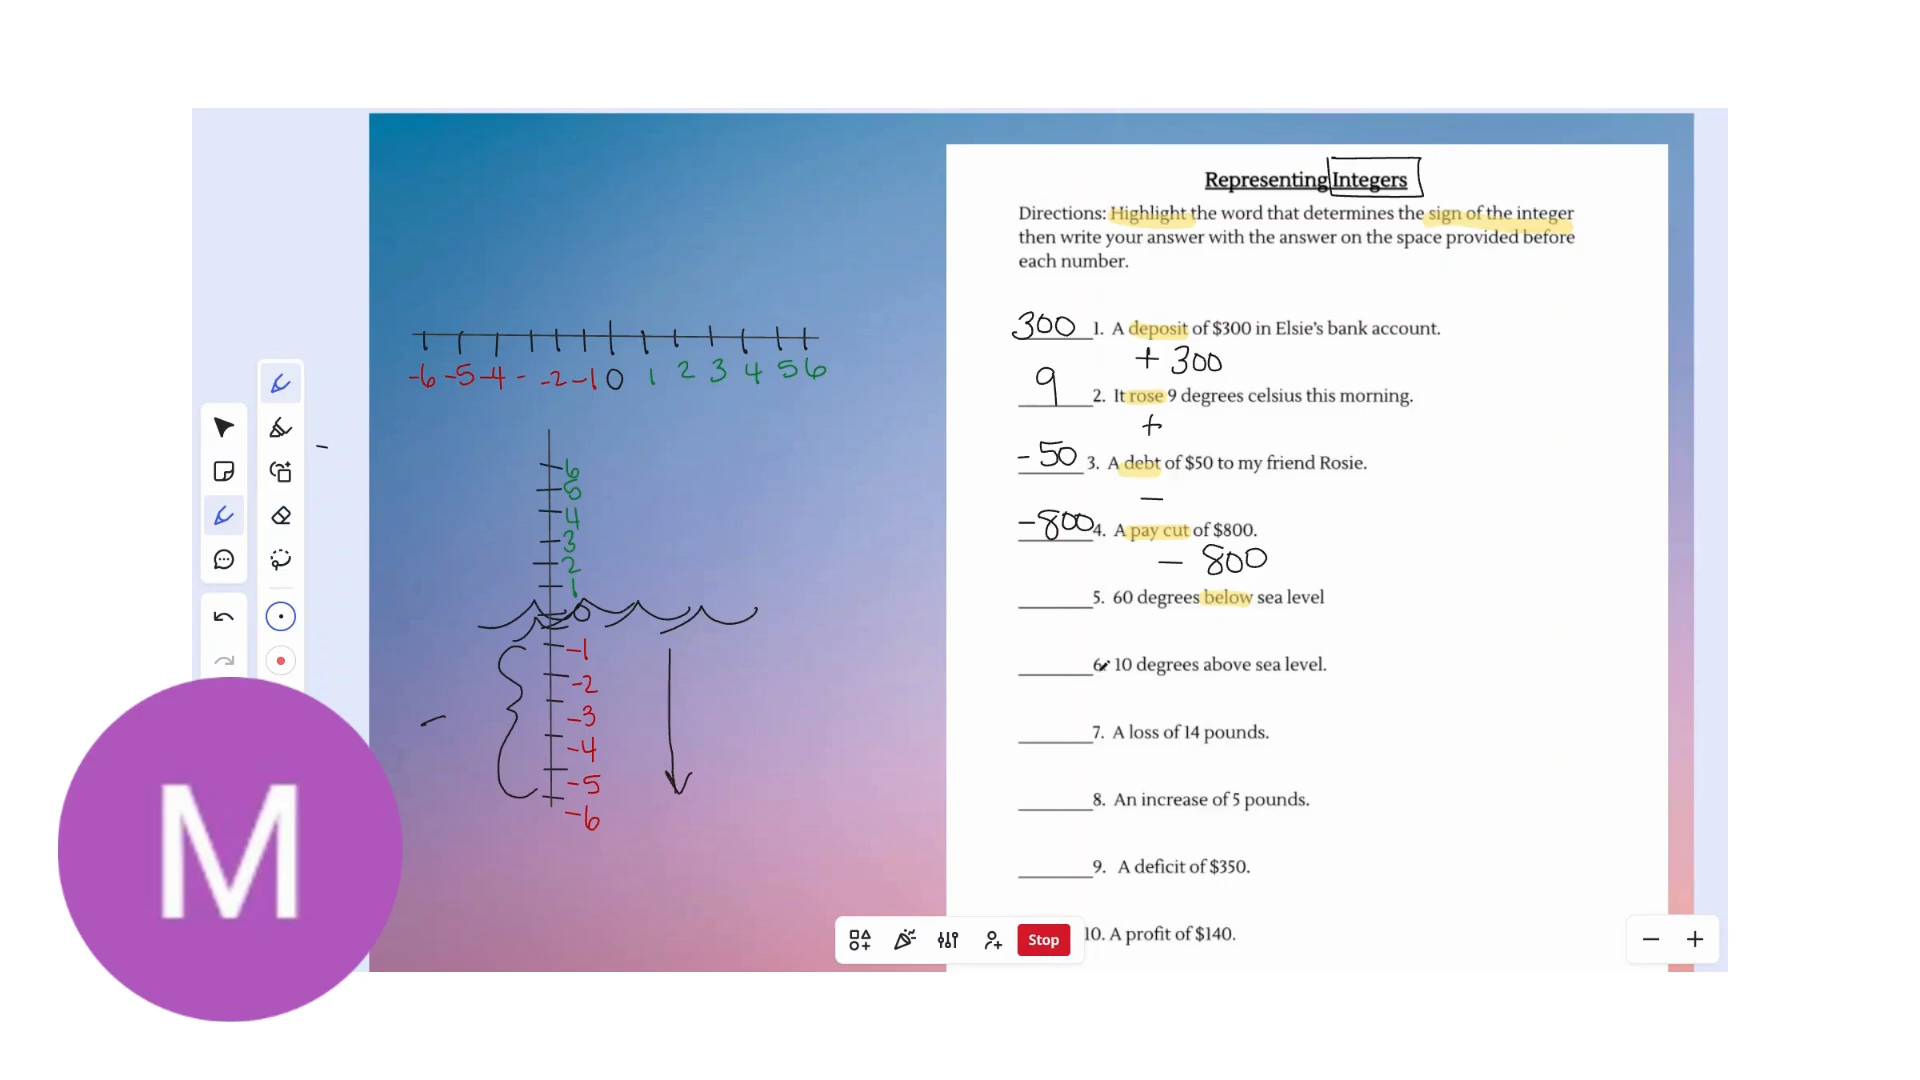 Representing Integers
Directions: Highlight the word that determines the sign of the integer
then write your answer with the answer on the space provided before
each number.
300 1. A deposit of $300 in Elsie's bank account.
+ 300
9 2. It rose 9 degrees celsius this morning.
+
-50 3. A debt of $50 to my friend Rosie.
-
-800 4. A pay cut of $800.
- 800
5. 60 degrees below sea level
6. 10 degrees above sea level.
7. A loss of 14 pounds.
8. An increase of 5 pounds.
9. A deficit of $350.
10. A profit of $140.
-6 -5 -4 - -2 -1 0 1 2 3 4 5 6
6
5
4
3
2
1
0
-1
-2
-3
-4
-5
-6
-
-
M
Stop